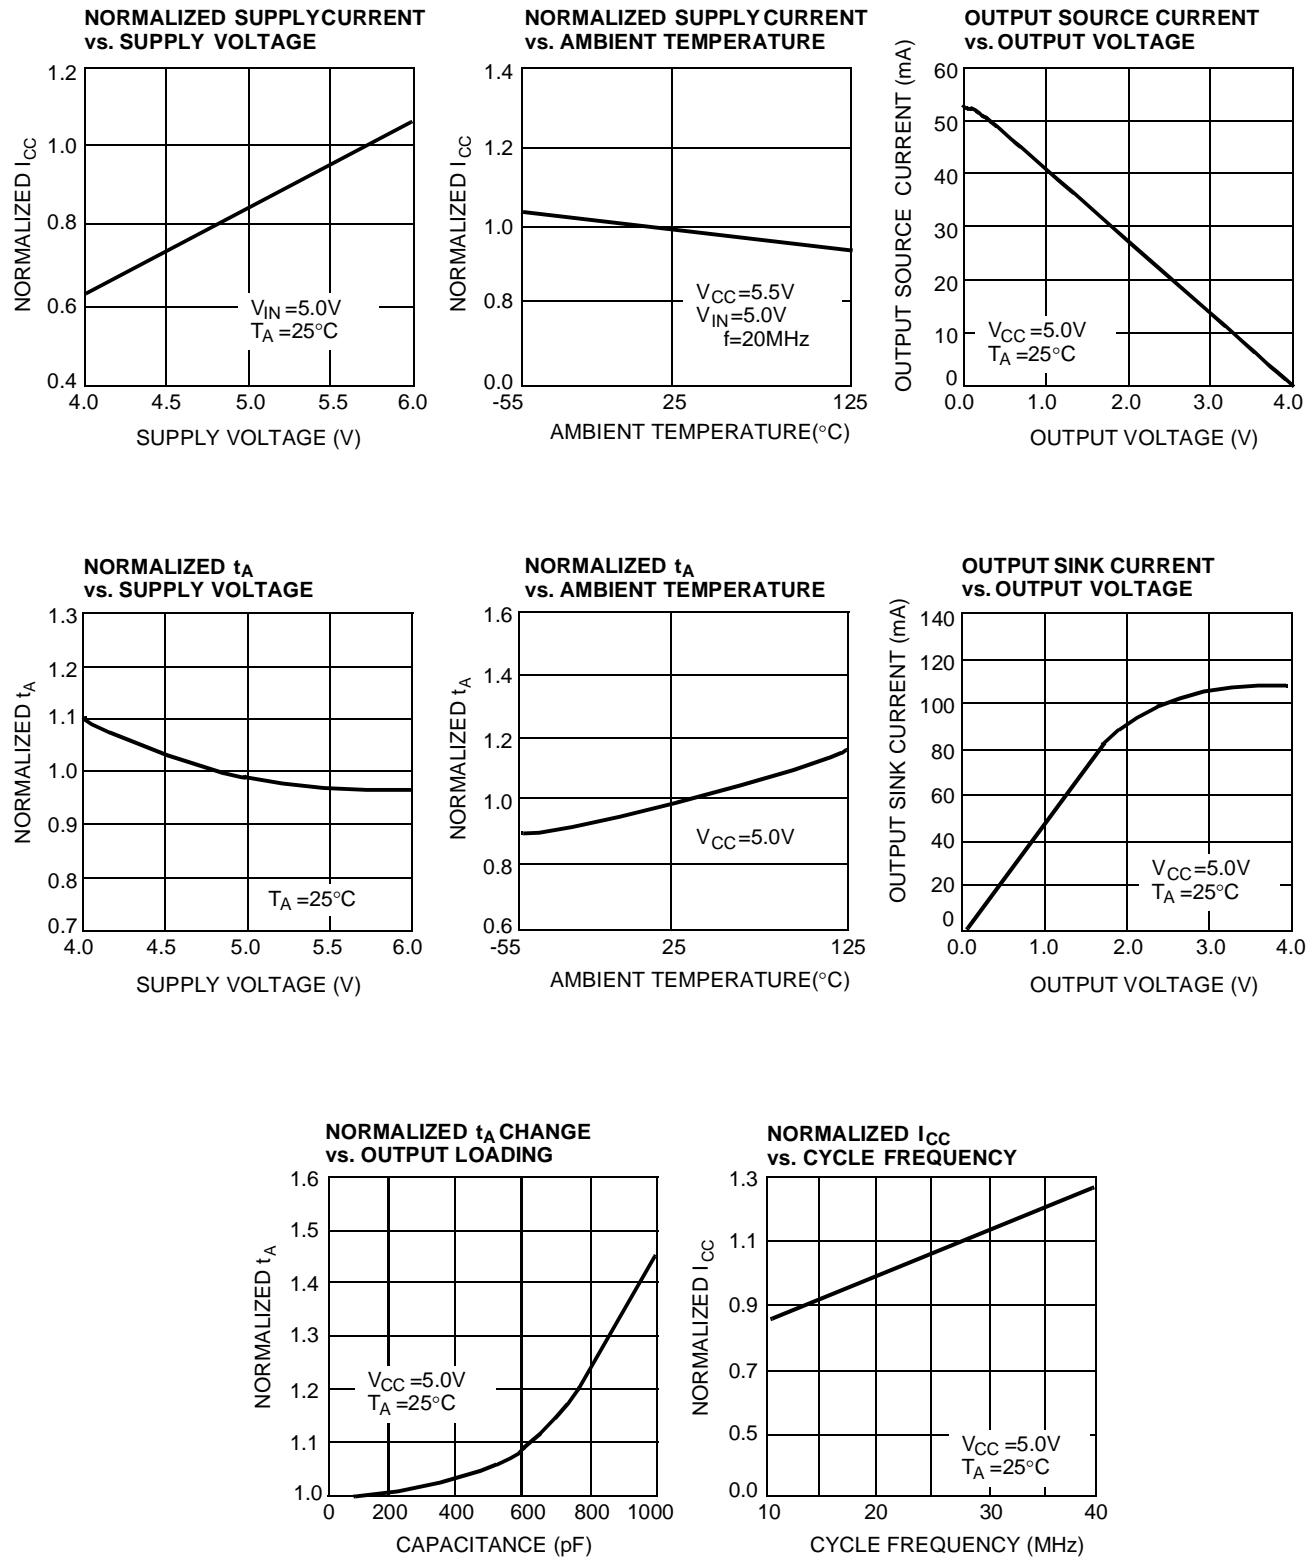 NORMALIZED SUPPLY CURRENT
vs. SUPPLY VOLTAGE
NORMALIZED ICC
1.2
1.0
0.8
0.6
0.4
VIN =5.0V
TA =25°C
4.0 4.5 5.0 5.5 6.0
SUPPLY VOLTAGE (V)
NORMALIZED SUPPLY CURRENT
vs. AMBIENT TEMPERATURE
NORMALIZED ICC
1.4
1.2
1.0
0.8
0.0
VCC =5.5V
VIN =5.0V
f=20MHz
-55 25 125
AMBIENT TEMPERATURE(°C)
OUTPUT SOURCE CURRENT
vs. OUTPUT VOLTAGE
OUTPUT SOURCE CURRENT (mA)
60
50
40
30
20
10
0
VCC =5.0V
TA =25°C
0.0 1.0 2.0 3.0 4.0
OUTPUT VOLTAGE (V)
NORMALIZED tA
vs. SUPPLY VOLTAGE
NORMALIZED tA
1.3
1.2
1.1
1.0
0.9
0.8
0.7
TA =25°C
4.0 4.5 5.0 5.5 6.0
SUPPLY VOLTAGE (V)
NORMALIZED tA
vs. AMBIENT TEMPERATURE
NORMALIZED tA
1.6
1.4
1.2
1.0
0.8
0.6
VCC =5.0V
-55 25 125
AMBIENT TEMPERATURE(°C)
OUTPUT SINK CURRENT
vs. OUTPUT VOLTAGE
OUTPUT SINK CURRENT (mA)
140
120
100
80
60
40
20
0
VCC =5.0V
TA =25°C
0.0 1.0 2.0 3.0 4.0
OUTPUT VOLTAGE (V)
NORMALIZED tA CHANGE
vs. OUTPUT LOADING
NORMALIZED tA
1.6
1.5
1.4
1.3
1.2
1.1
1.0
VCC =5.0V
TA =25°C
0 200 400 600 800 1000
CAPACITANCE (pF)
NORMALIZED ICC
vs. CYCLE FREQUENCY
NORMALIZED ICC
1.3
1.1
0.9
0.7
0.5
0.0
VCC =5.0V
TA =25°C
10 20 30 40
CYCLE FREQUENCY (MHz)